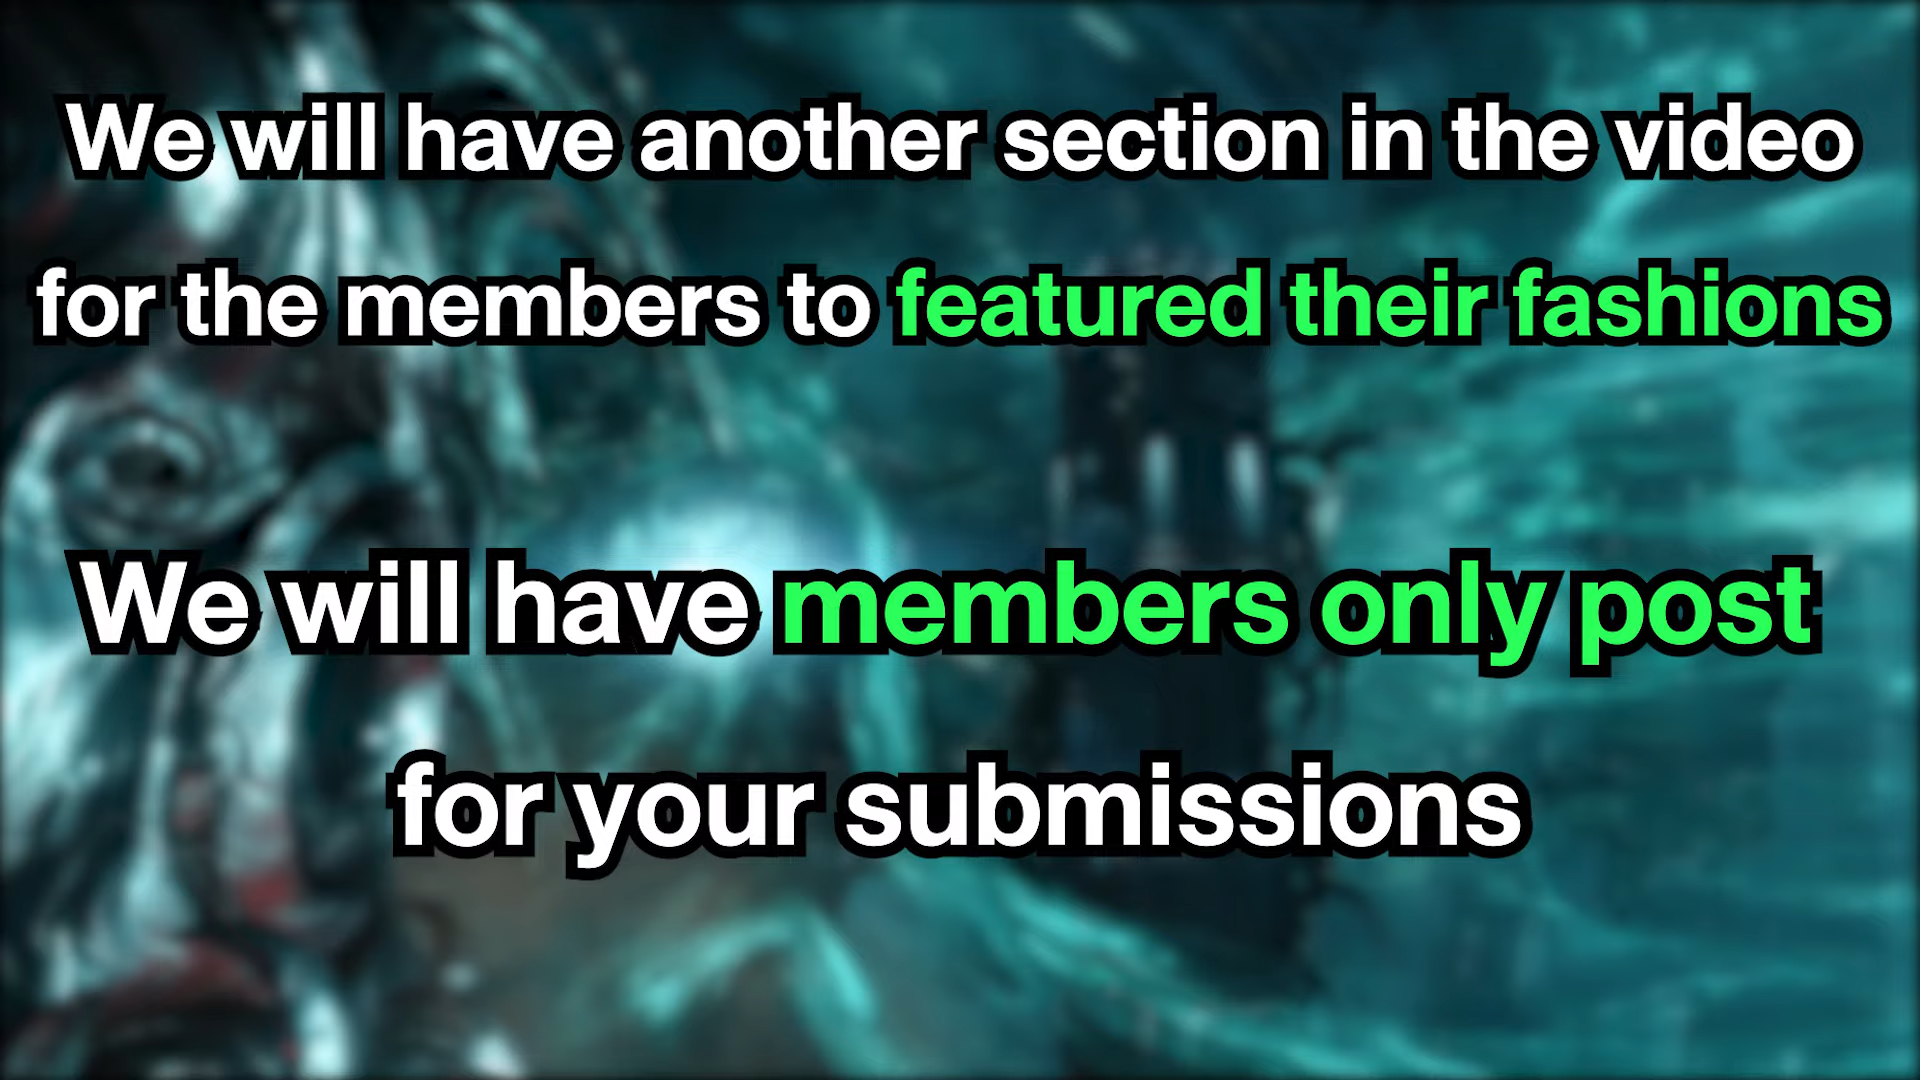 We will have another section in the video
for the members to featured their fashions
We will have members only post
for your submissions